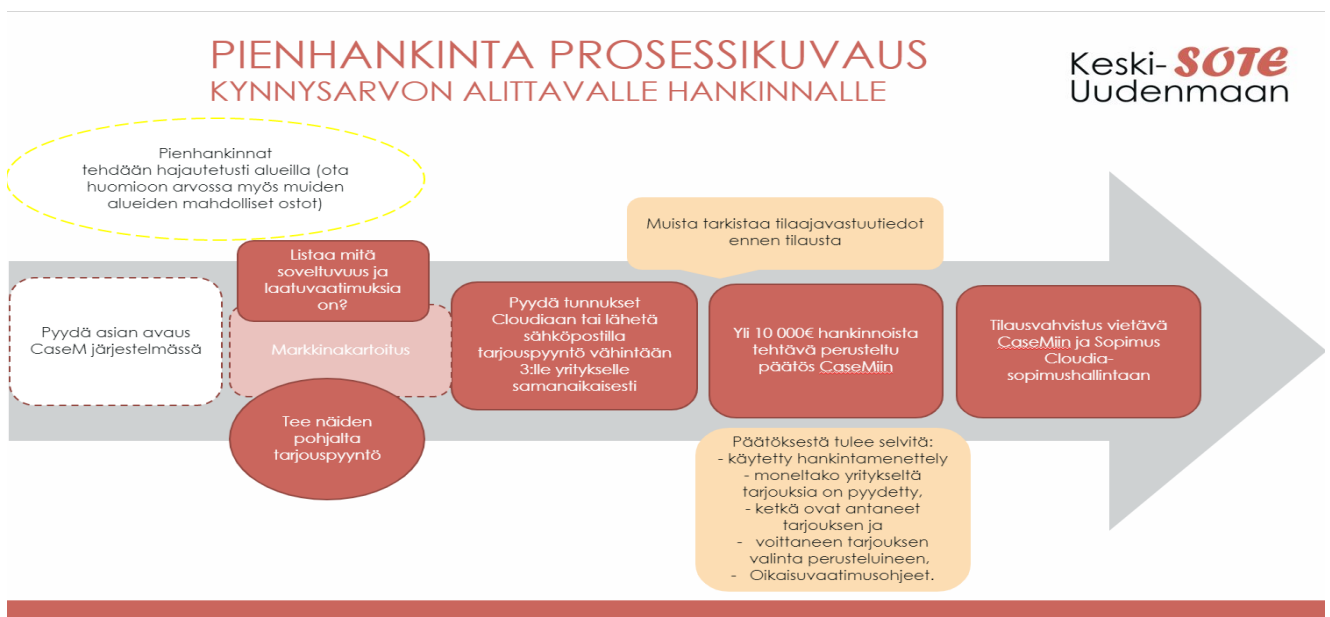 PIENHANKINTA PROSESSIKUVAUS
KYNNYSARVON ALITTAVALLE HANKINNALLE
Keski- SOTE
Uudenmaan
Pienhankinnat
tehdään hajautetusti alueilla (ota
huomioon arvossa myös muiden
alueiden mahdolliset ostot)
Muista tarkistaa tilaajavastuutiedot
ennen tilausta
Pyydä asian avaus
CaseM järjestelmässä
Listaa mitä
soveltuvuus ja
laatuvaatimuksia
on?
Markkinakartoitus
Tee näiden
pohjalta
tarjouspyyntö
Pyydä tunnukset
Cloudiaan tai lähetä
sähköpostilla
tarjouspyyntö vähintään
3:lle yritykselle
samanaikaisesti
Yli 10 000€ hankinnoista
tehtävä perusteltu
päätös CaseMiin
Tilausvahvistus vietävä
CaseMiin ja Sopimus
Cloudia-
sopimushallintaan
Päätöksestä tulee selvitä:
- käytetty hankintamenettely
- moneltako yritykseltä
tarjouksia on pyydetty,
- ketkä ovat antaneet
tarjouksen ja
- voittaneen tarjouksen
valinta perusteluineen,
- Oikaisuvaatimusohjeet.